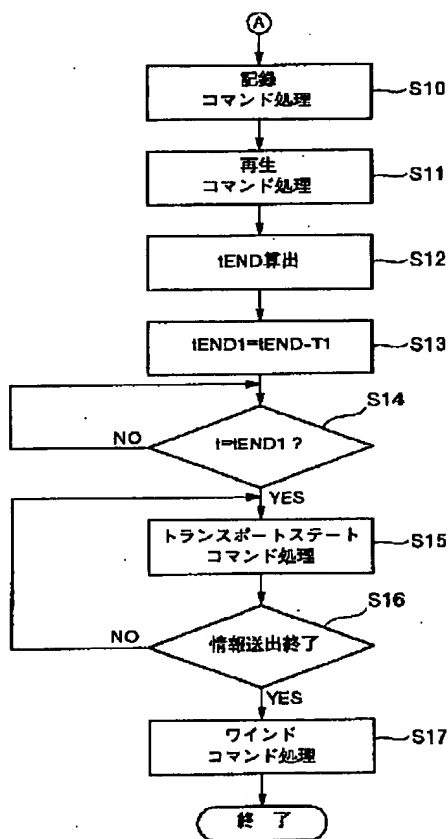 A
記録
コマンド処理
S10
再生
コマンド処理
S11
tEND算出
S12
tEND1=tEND-T1
S13
S14
t=tEND1?
NO
YES
トランスポートステート
コマンド処理
S15
S16
情報送出終了
NO
YES
ワインド
コマンド処理
S17
終了